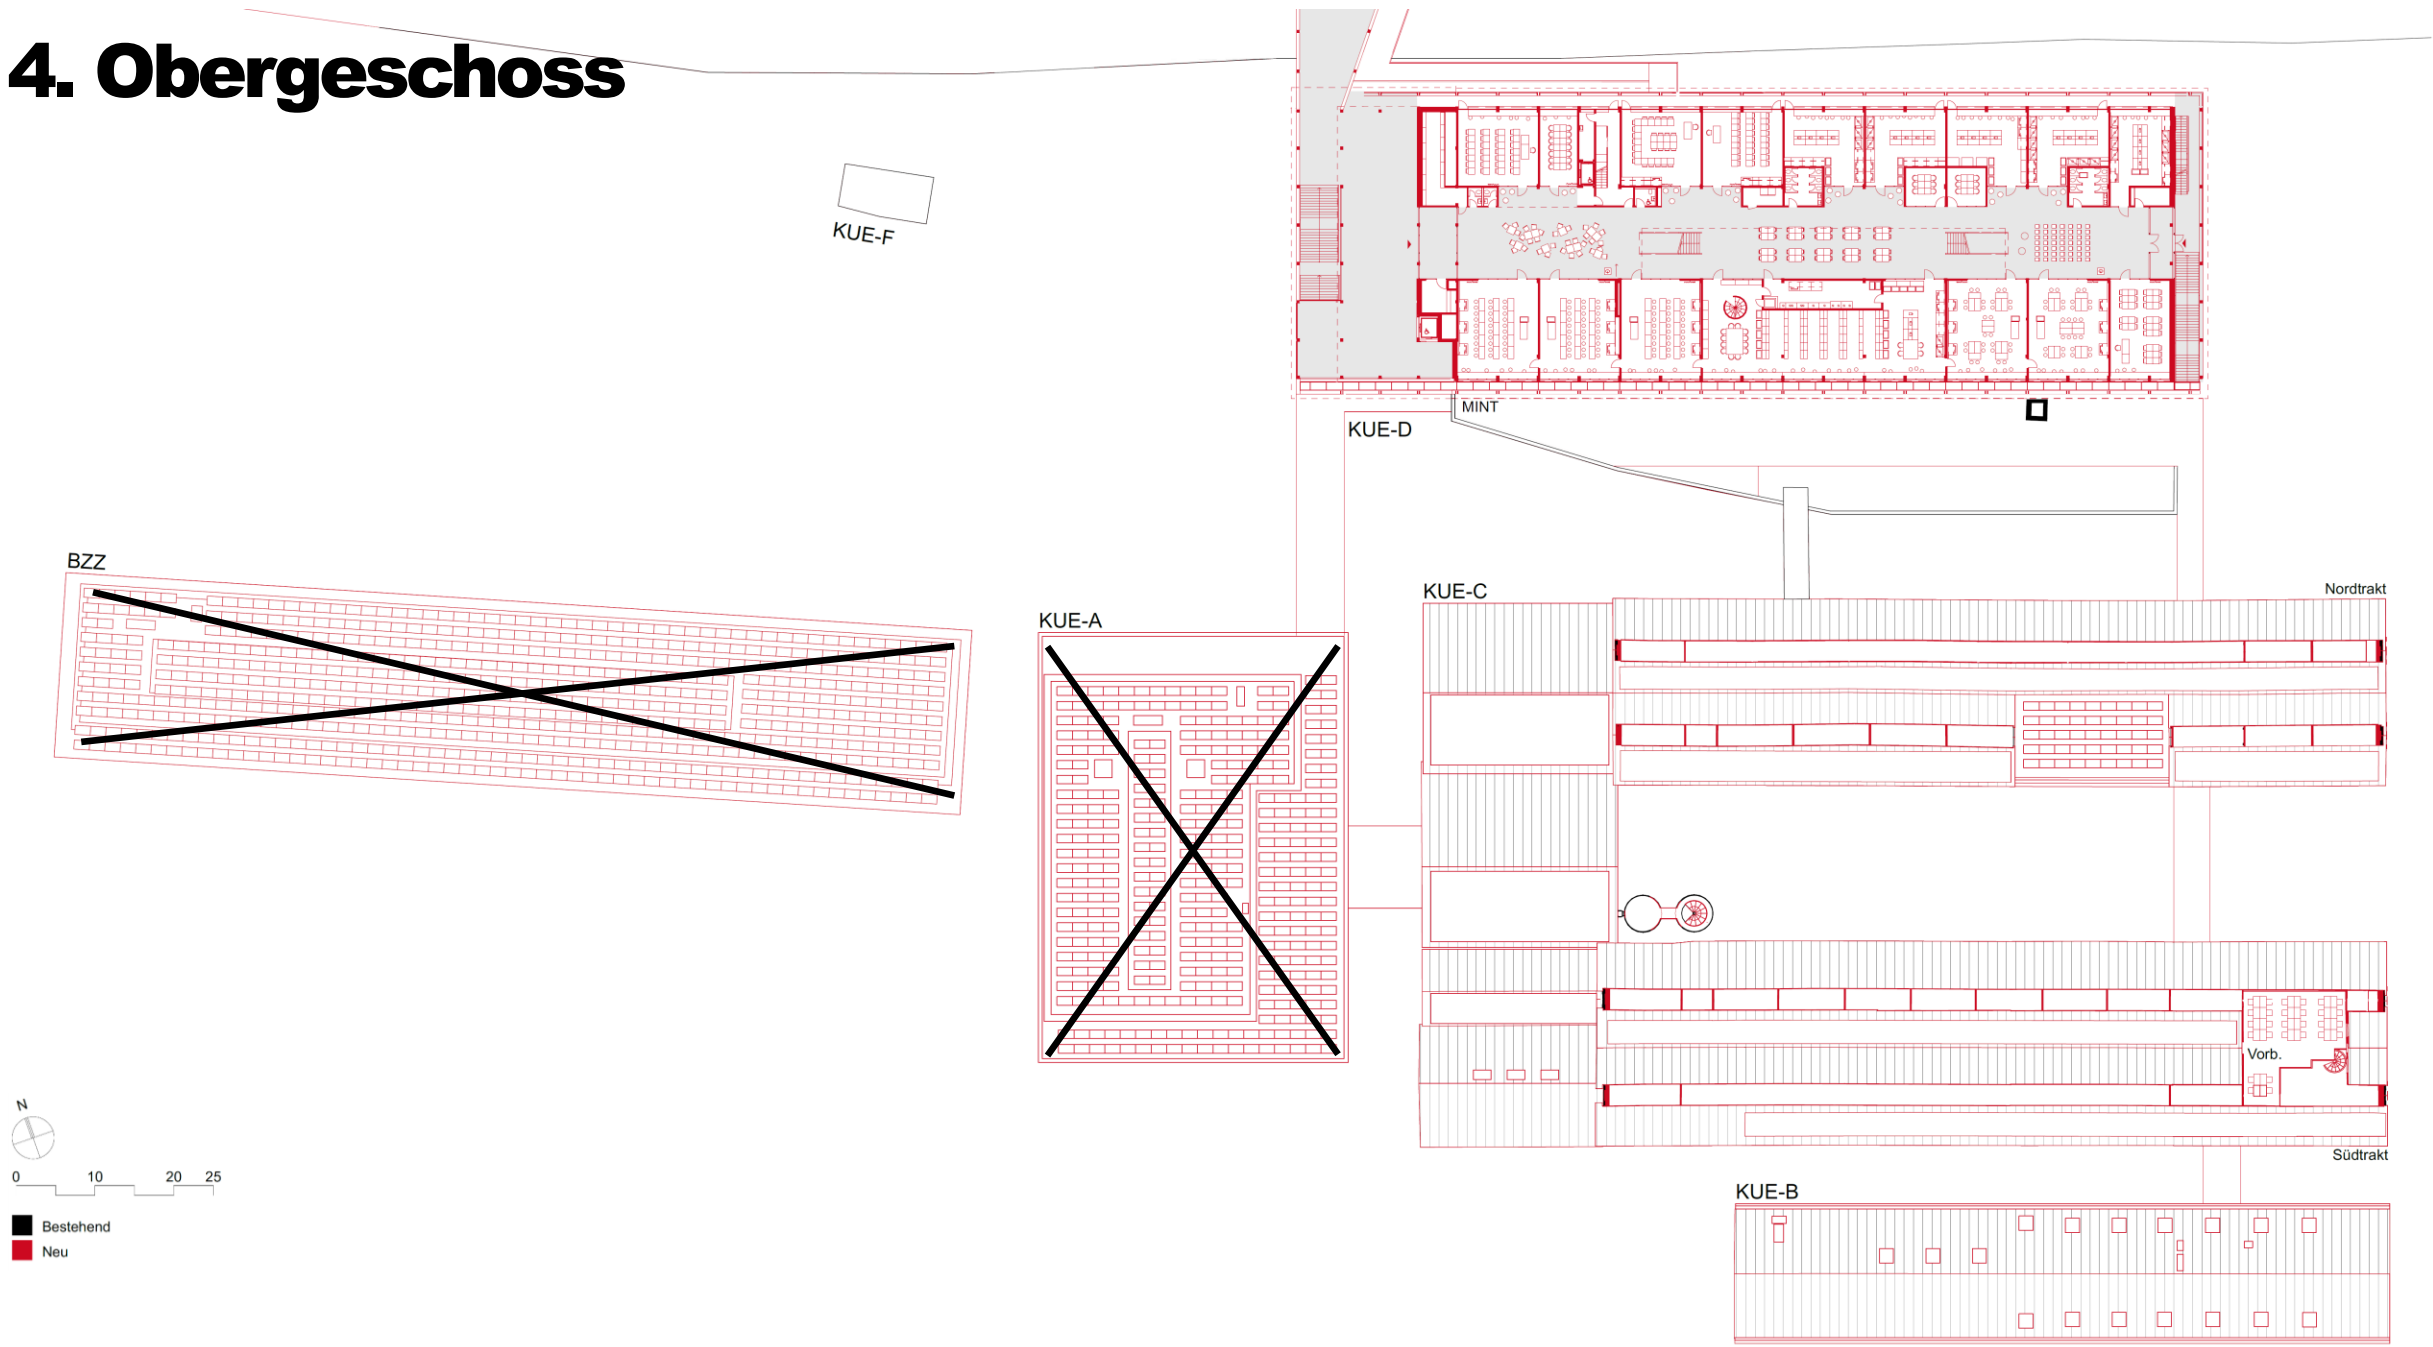 4. Obergeschoss
KUE-F
MINT
KUE-D
BZZ
KUE-A
KUE-C
Nordtrakt
Vorb.
Südtrakt
KUE-B
N
0 10 20 25
Bestehend
Neu